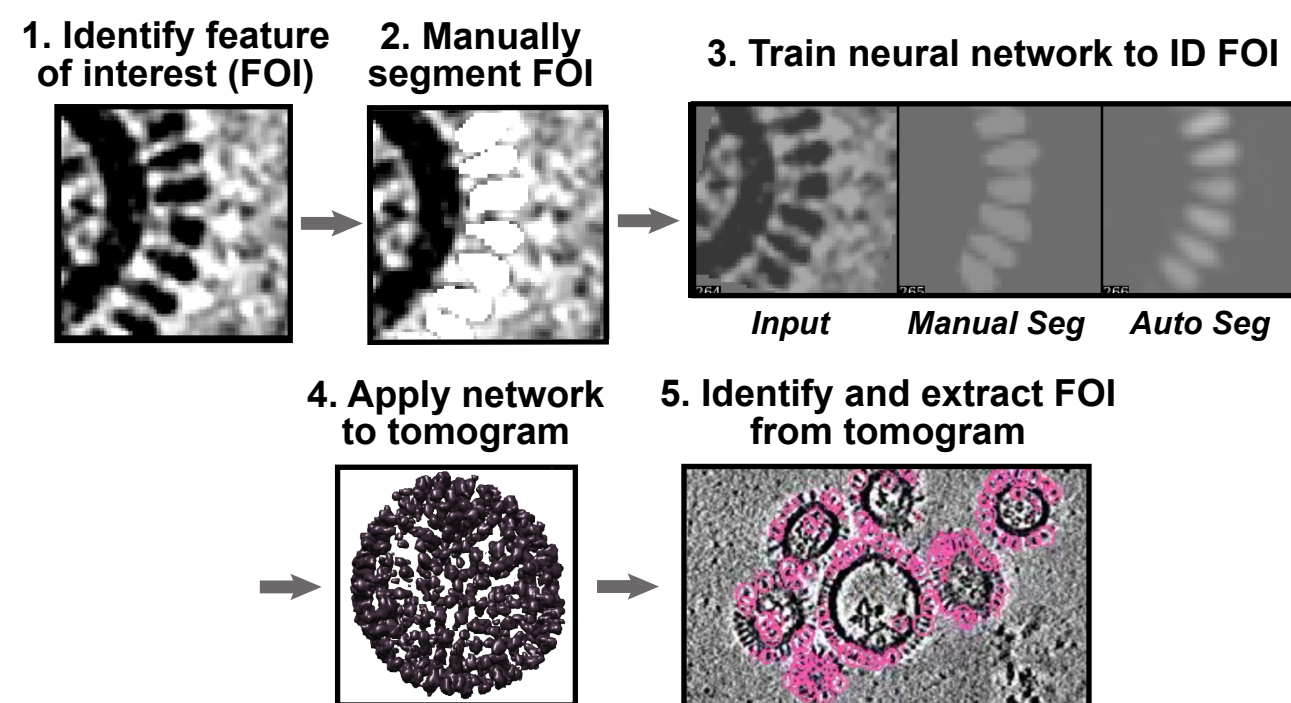 1. Identify feature
of interest (FOI)
2. Manually
segment FOI
3. Train neural network to ID FOI
264
265
266
Input
Manual Seg
Auto Seg
4. Apply network
to tomogram
5. Identify and extract FOI
from tomogram